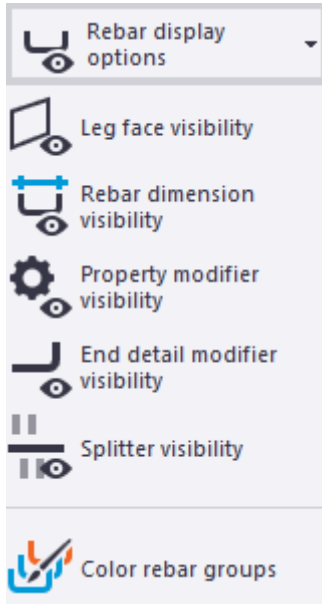 Rebar display
options
Leg face visibility
Rebar dimension
visibility
Property modifier
visibility
End detail modifier
visibility
Splitter visibility
Color rebar groups